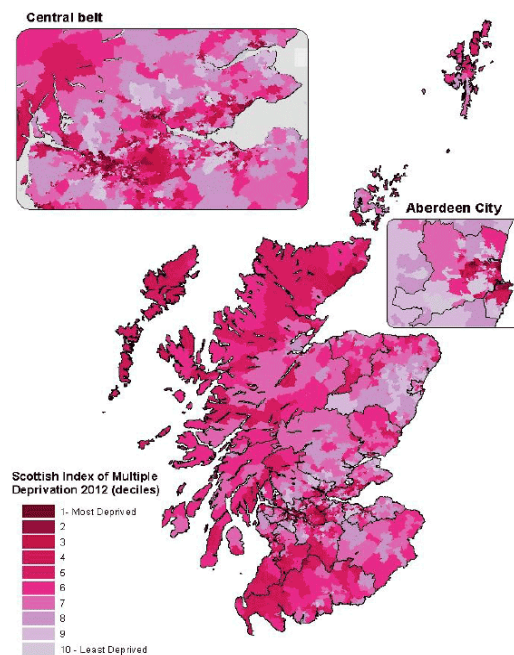 Central belt
Aberdeen City
Scottish Index of Multiple
Deprivation 2012 (deciles)
1- Most Deprived
2
3
4
5
6
7
8
9
10 - Least Deprived